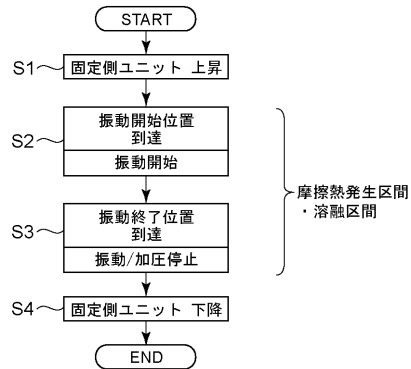 START
S1
固定側ユニット 上昇
S2
振動開始位置
到達
振動開始
摩擦熱発生区間
・溶融区間
S3
振動終了位置
到達
振動/加圧停止
S4
固定側ユニット 下降
END